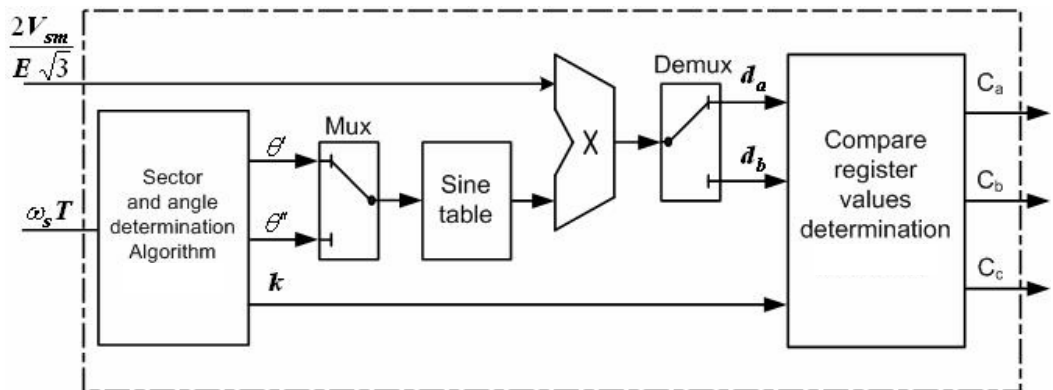 2V_sm
E √3
Sector
and angle
determination
Algorithm
ω_s T
θ'
θ"
k
Mux
Sine
table
X
Demux
d_a
d_b
Compare
register
values
determination
C_a
C_b
C_c